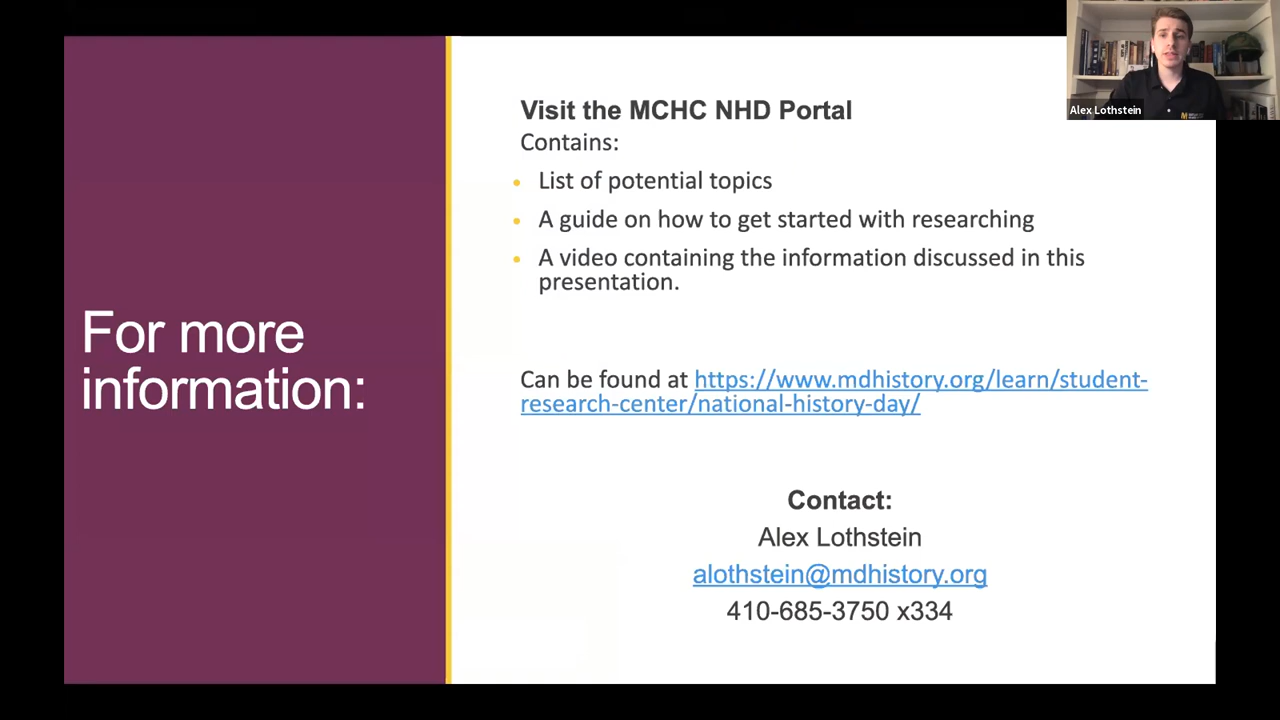 Visit the MCHC NHD Portal
Contains:
List of potential topics
A guide on how to get started with researching
A video containing the information discussed in this
presentation.
For more
information:
Can be found at https://www.mdhistory.org/learn/student-
research-center/national-history-day/
Contact:
Alex Lothstein
alothstein@mdhistory.org
410-685-3750 x334
Alex Lothstein